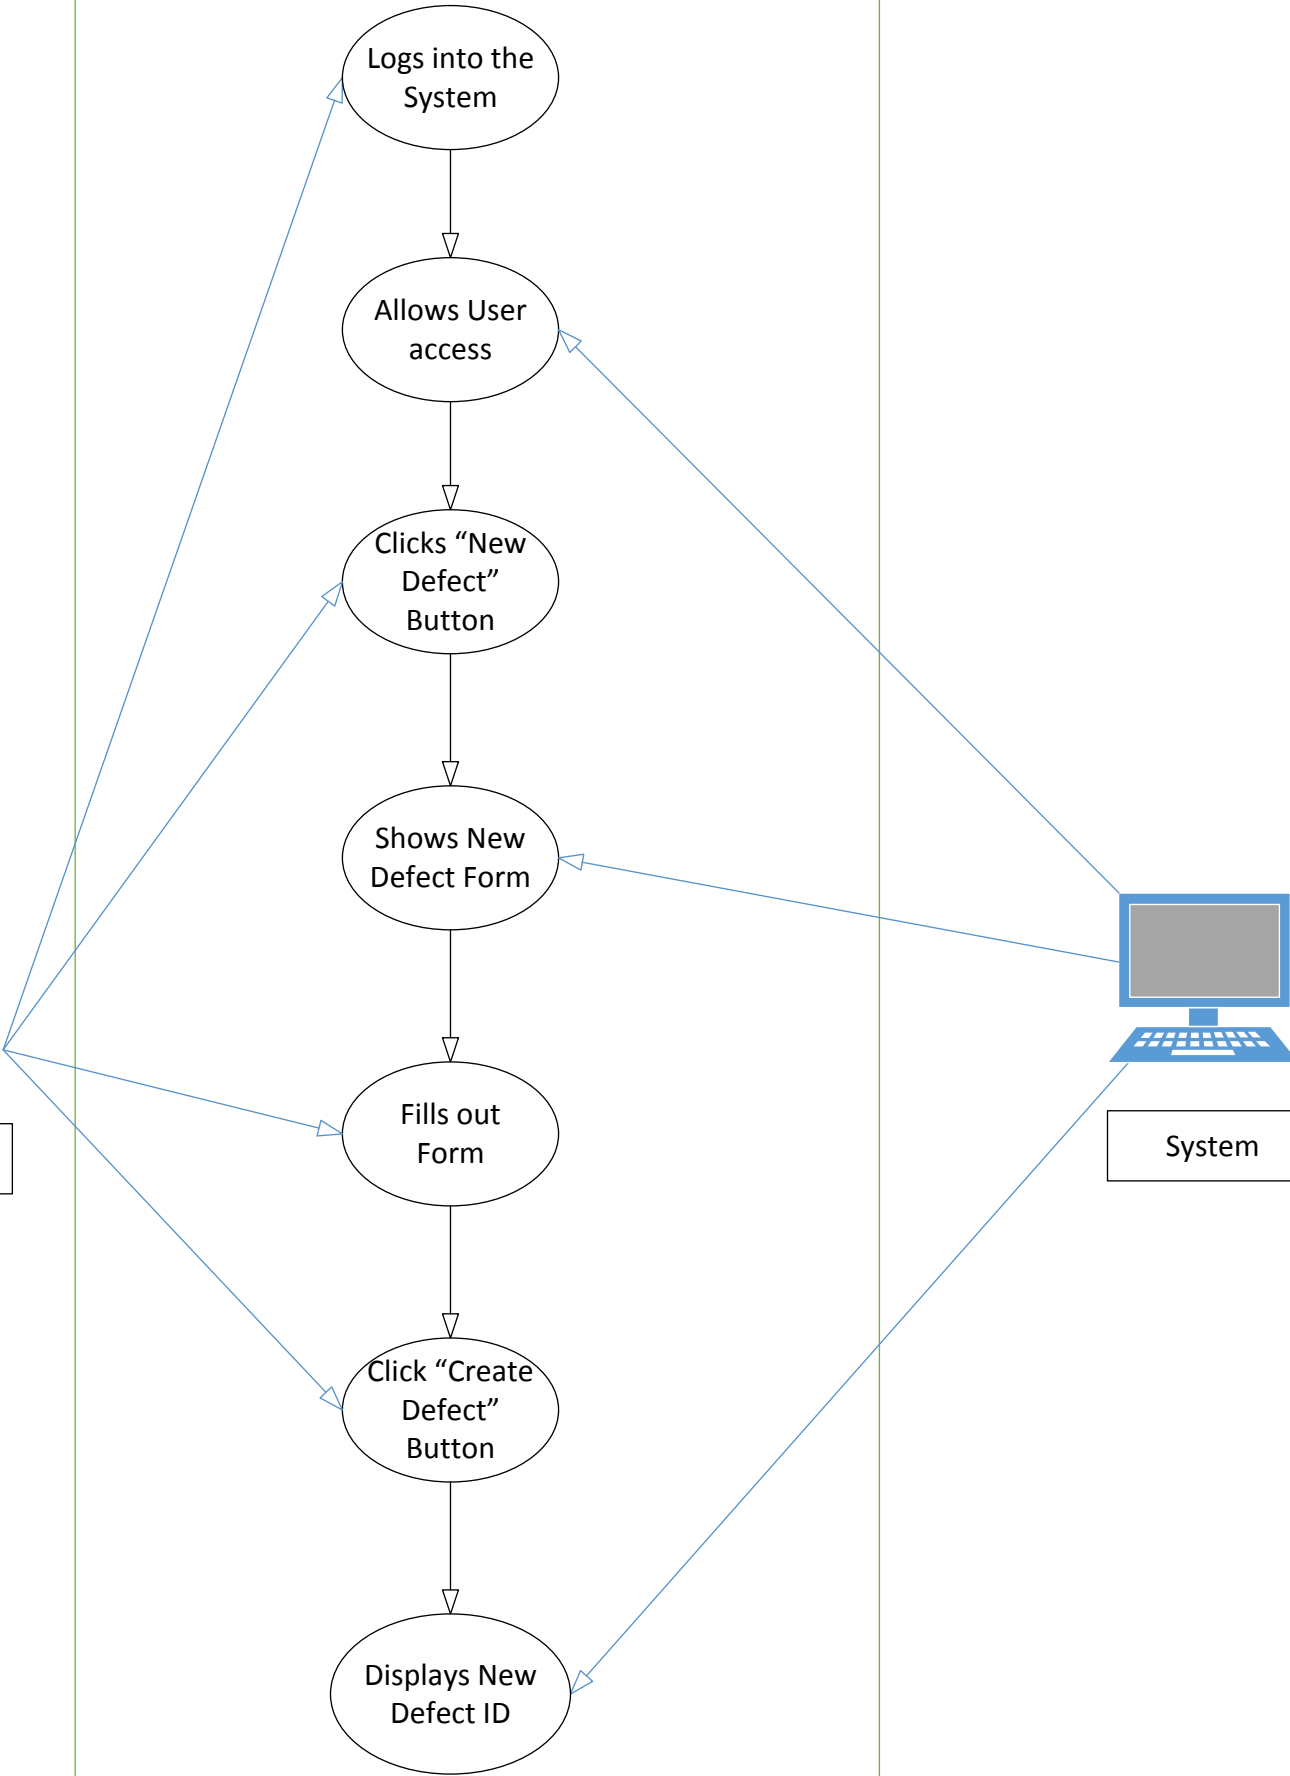 Logs into the
System
Allows User
access
Clicks “New
Defect”
Button
Shows New
Defect Form
Fills out
Form
System
Click “Create
Defect”
Button
Displays New
Defect ID